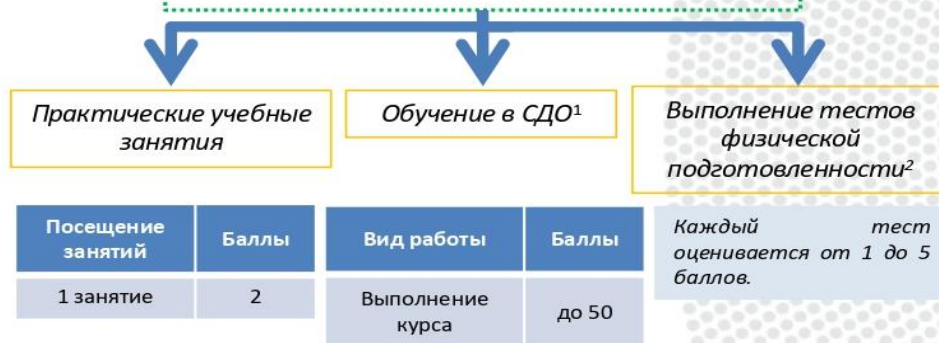 Практические учебные
занятия
Обучение в СДО¹
Выполнение тестов
физической
подготовленности²
Посещение
занятий
Баллы
1 занятие
2
Вид работы
Баллы
Выполнение
курса
до 50
Каждый тест
оценивается от 1 до 5
баллов.